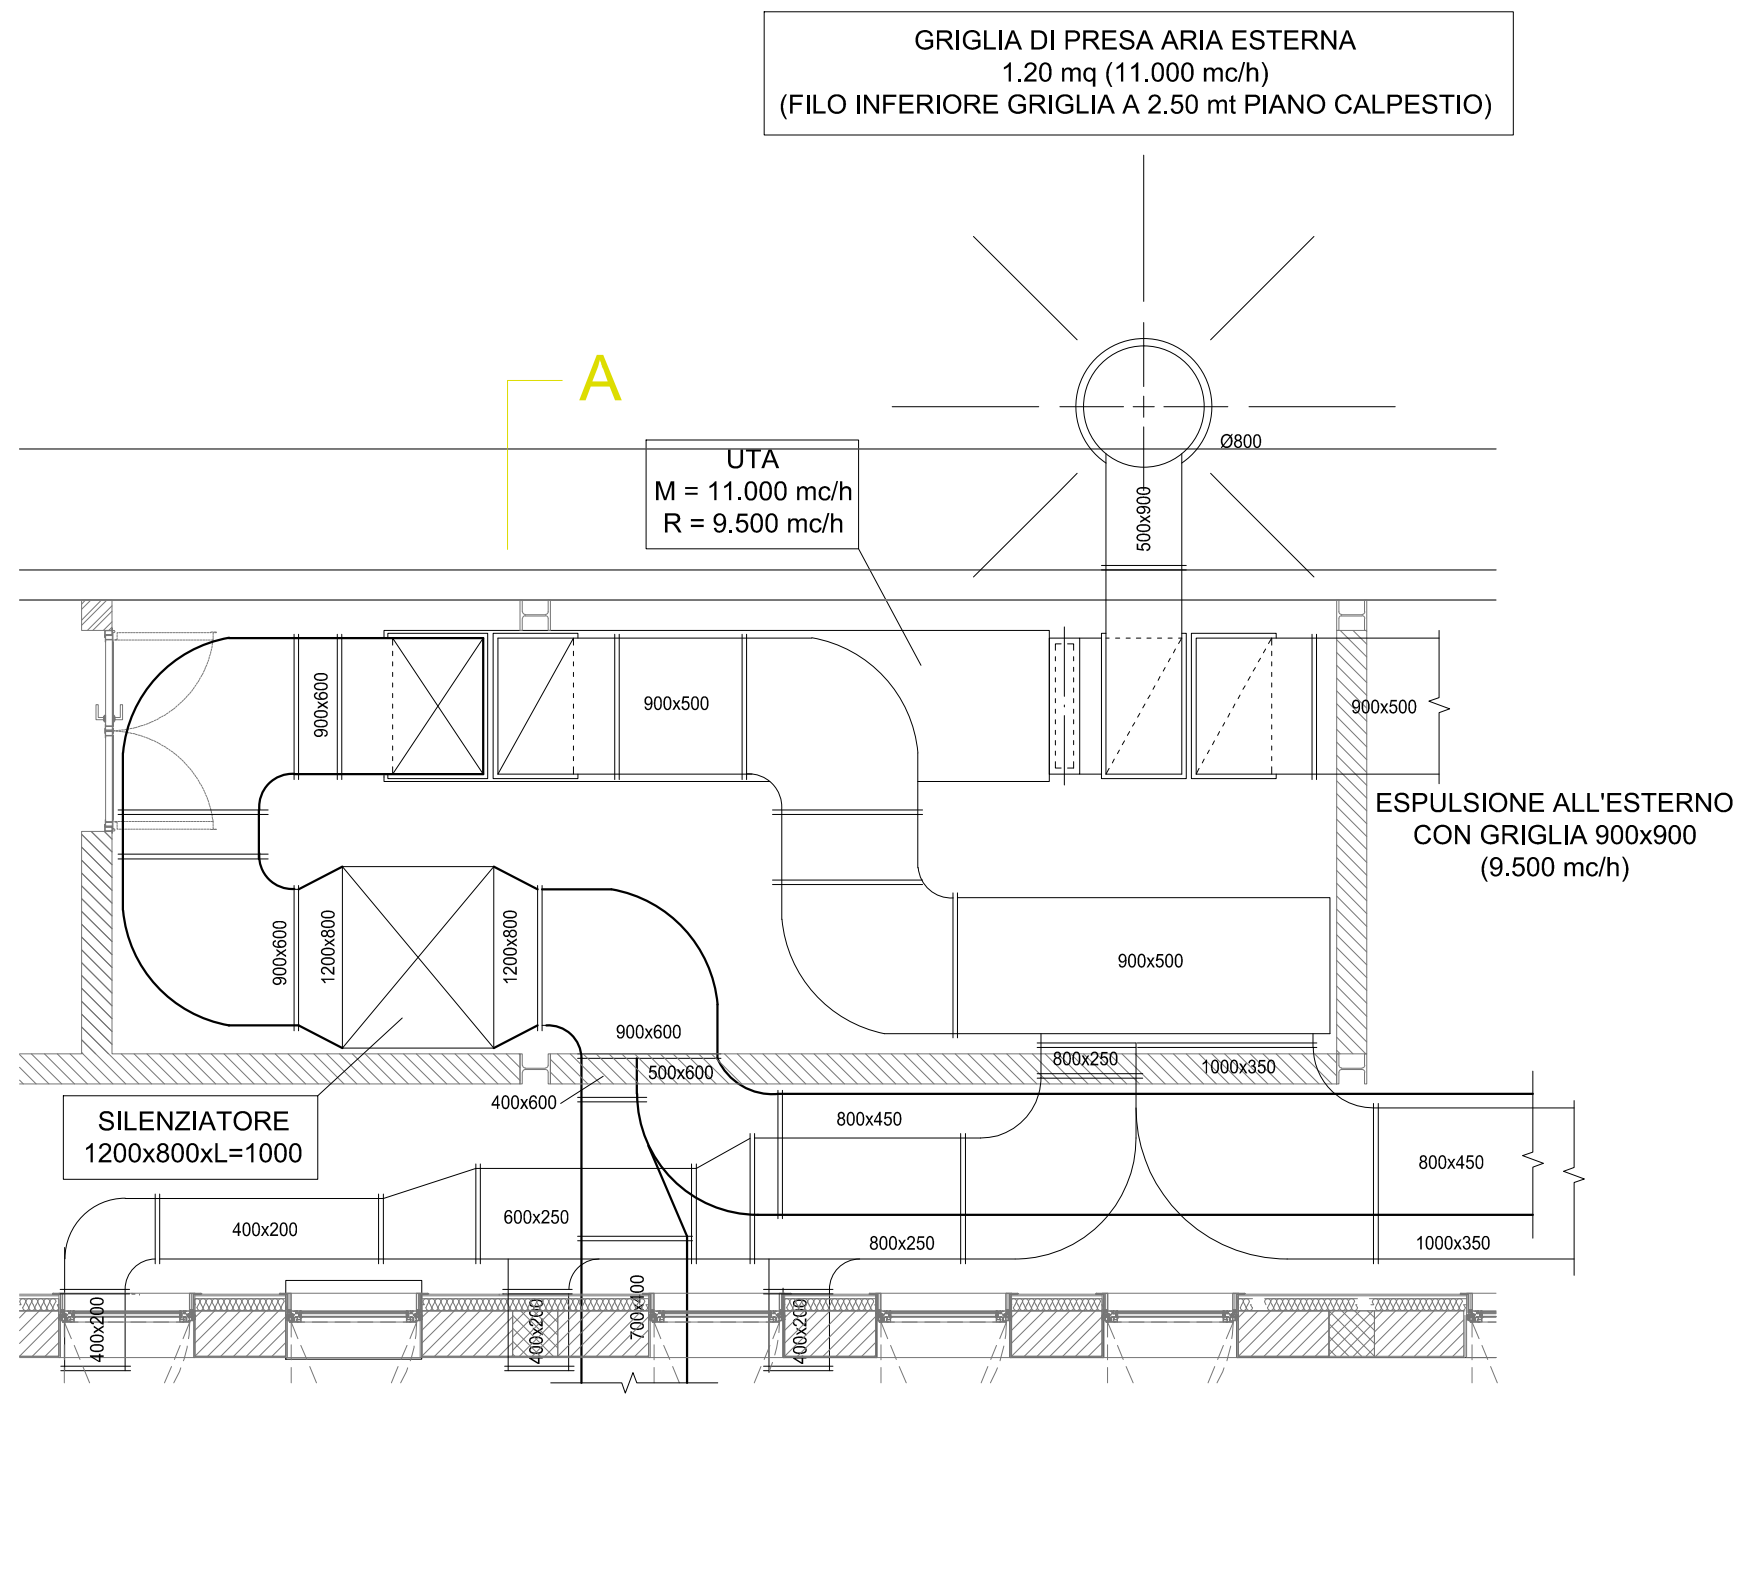 GRIGLIA DI PRESA ARIA ESTERNA
1.20 mq (11.000 mc/h)
(FILO INFERIORE GRIGLIA A 2.50 mt PIANO CALPESTIO)
A
Ø800
UTA
M = 11.000 mc/h
R = 9.500 mc/h
500x900
900x600
900x500
900x500
ESPULSIONE ALL'ESTERNO
CON GRIGLIA 900x900
(9.500 mc/h)
900x600
1200x800
1200x800
900x500
900x600
500x600
800x250
1000x350
400x600
SILENZIATORE
1200x800xL=1000
800x450
800x450
400x200
600x250
800x250
1000x350
400x200
400x200
700x400
400x200